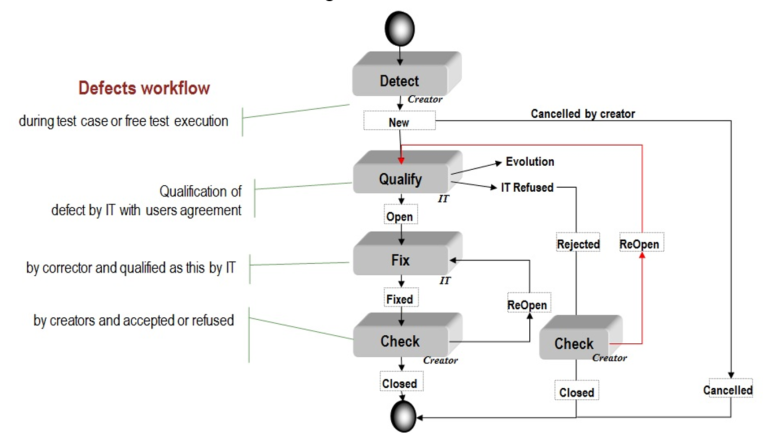 Detect
Defects workflow
Creator
Cancelled by creator
during test case or free test execution
New
Evolution
Qualify
Qualification of
IT Refused
IT
defect by IT with users agreement
Open
Rejected
ReOpen
Fix
by corrector and qualified as this by IT
IT
Fixed
ReOpen
by creators and accepted or refused
Check
Check
Creator
Creator
Closed
Closed
Cancelled